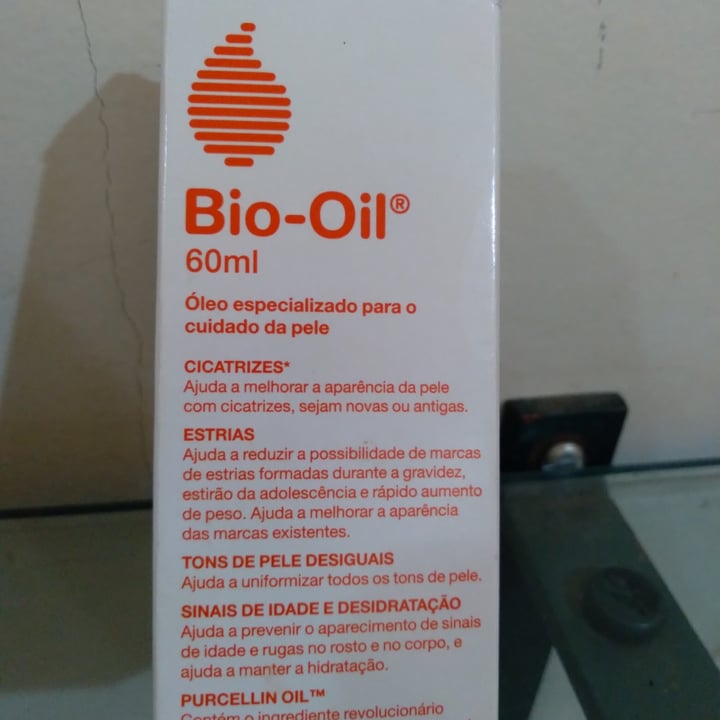 Bio-Oil®
60ml
Óleo especializado para o
cuidado da pele
CICATRIZES*
Ajuda a melhorar a aparência da pele
com cicatrizes, sejam novas ou antigas.
ESTRIAS
Ajuda a reduzir a possibilidade de marcas
de estrias formadas durante a gravidez,
estirão da adolescência e rápido aumento
de peso. Ajuda a melhorar a aparência
das marcas existentes.
TONS DE PELE DESIGUAIS
Ajuda a uniformizar todos os tons de pele.
SINAIS DE IDADE E DESIDRATAÇÃO
Ajuda a prevenir o aparecimento de sinais
de idade e rugas no rosto e no corpo, e
ajuda a manter a hidratação.
PURCELLIN OIL™
Contém o ingrediente revolucionário